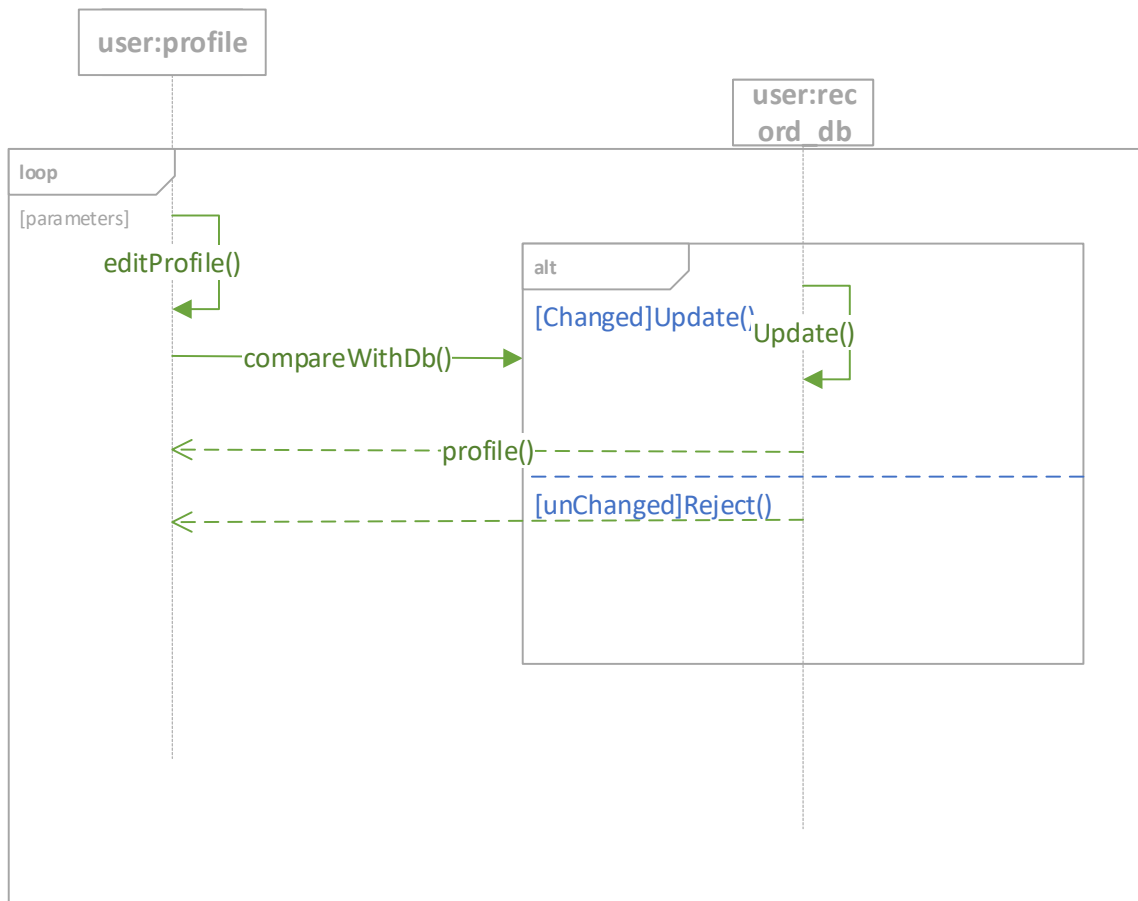 user:profile
user:rec
ord_db
loop
[parameters]
editProfile()
alt
[Changed]Update()
Update()
compareWithDb()
profile()
[unChanged]Reject()